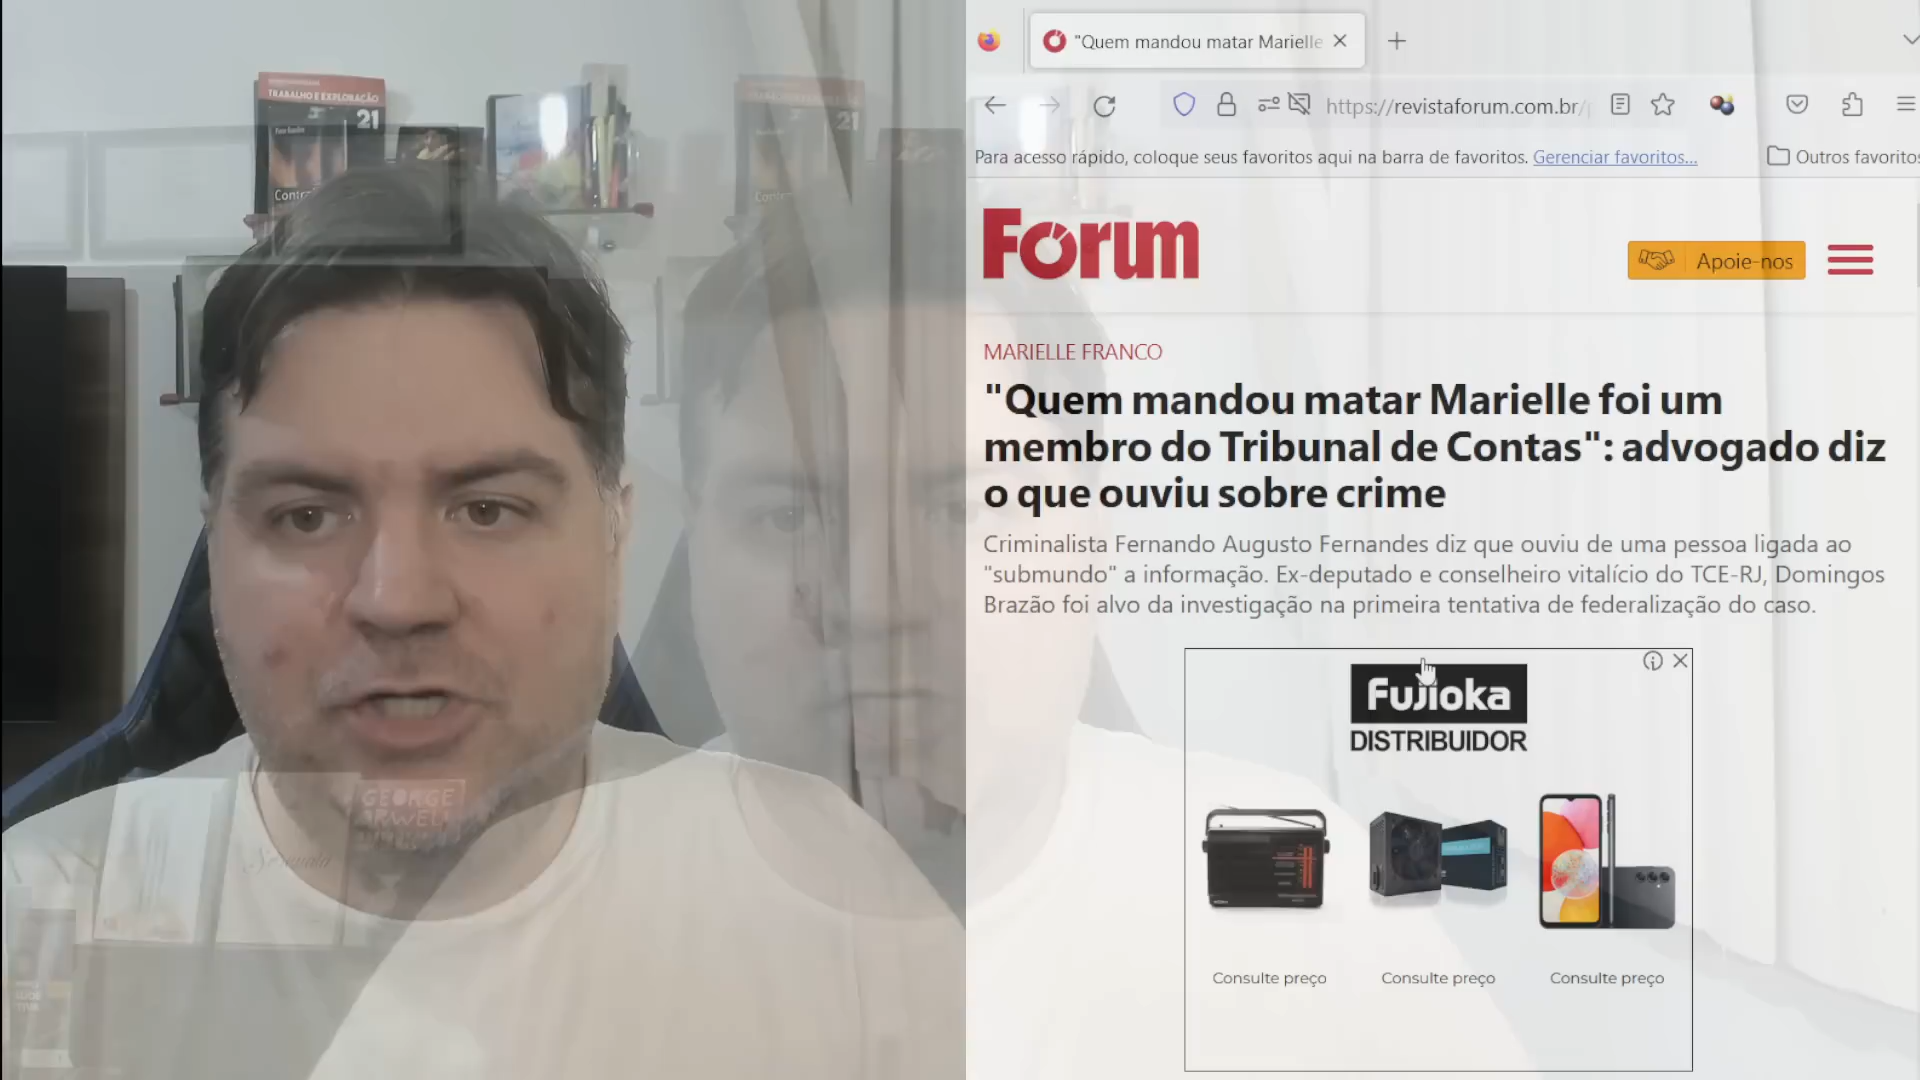 TRABALHO E EXPLORAÇÃO
21
Contr
21
GEORGE
ORWELL
"Quem mandou matar Marielle
https://revistaforum.com.br/
Para acesso rápido, coloque seus favoritos aqui na barra de favoritos. Gerenciar favoritos...
Outros favoritos
Forum
Apoie-nos
MARIELLE FRANCO
"Quem mandou matar Marielle foi um
membro do Tribunal de Contas": advogado diz
o que ouviu sobre crime
Criminalista Fernando Augusto Fernandes diz que ouviu de uma pessoa ligada ao
"submundo" a informação. Ex-deputado e conselheiro vitalício do TCE-RJ, Domingos
Brazão foi alvo da investigação na primeira tentativa de federalização do caso.
Fujioka
DISTRIBUIDOR
Consulte preço
Consulte preço
Consulte preço